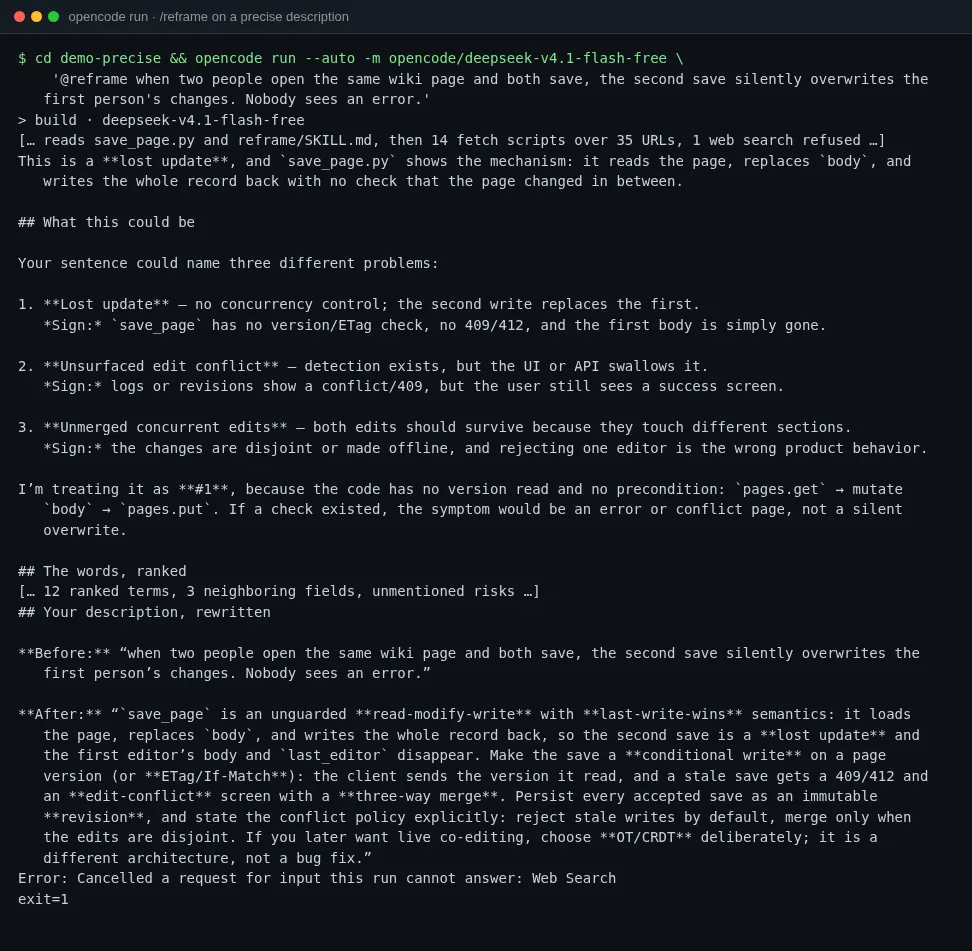 opencode run · /reframe on a precise description
$ cd demo-precise && opencode run --auto -m opencode/deepseek-v4.1-flash-free \
'@reframe when two people open the same wiki page and both save, the second save silently overwrites the
first person's changes. Nobody sees an error.'
> build · deepseek-v4.1-flash-free
[… reads save_page.py and reframe/SKILL.md, then 14 fetch scripts over 35 URLs, 1 web search refused …]
This is a **lost update**, and `save_page.py` shows the mechanism: it reads the page, replaces `body`, and
writes the whole record back with no check that the page changed in between.
## What this could be
Your sentence could name three different problems:
1. **Lost update** — no concurrency control; the second write replaces the first.
*Sign:* `save_page` has no version/ETag check, no 409/412, and the first body is simply gone.
2. **Unsurfaced edit conflict** — detection exists, but the UI or API swallows it.
*Sign:* logs or revisions show a conflict/409, but the user still sees a success screen.
3. **Unmerged concurrent edits** — both edits should survive because they touch different sections.
*Sign:* the changes are disjoint or made offline, and rejecting one editor is the wrong product behavior.
I’m treating it as **#1**, because the code has no version read and no precondition: `pages.get` → mutate
`body` → `pages.put`. If a check existed, the symptom would be an error or conflict page, not a silent
overwrite.
## The words, ranked
[… 12 ranked terms, 3 neighboring fields, unmentioned risks …]
## Your description, rewritten
**Before:** “when two people open the same wiki page and both save, the second save silently overwrites the
first person’s changes. Nobody sees an error.”
**After:** “`save_page` is an unguarded **read-modify-write** with **last-write-wins** semantics: it loads
the page, replaces `body`, and writes the whole record back, so the second save is a **lost update** and
the first editor’s body and `last_editor` disappear. Make the save a **conditional write** on a page
version (or **ETag/If-Match**): the client sends the version it read, and a stale save gets a 409/412 and
an **edit-conflict** screen with a **three-way merge**. Persist every accepted save as an immutable
**revision**, and state the conflict policy explicitly: reject stale writes by default, merge only when
the edits are disjoint. If you later want live co-editing, choose **OT/CRDT** deliberately; it is a
different architecture, not a bug fix.”
Error: Cancelled a request for input this run cannot answer: Web Search
exit=1